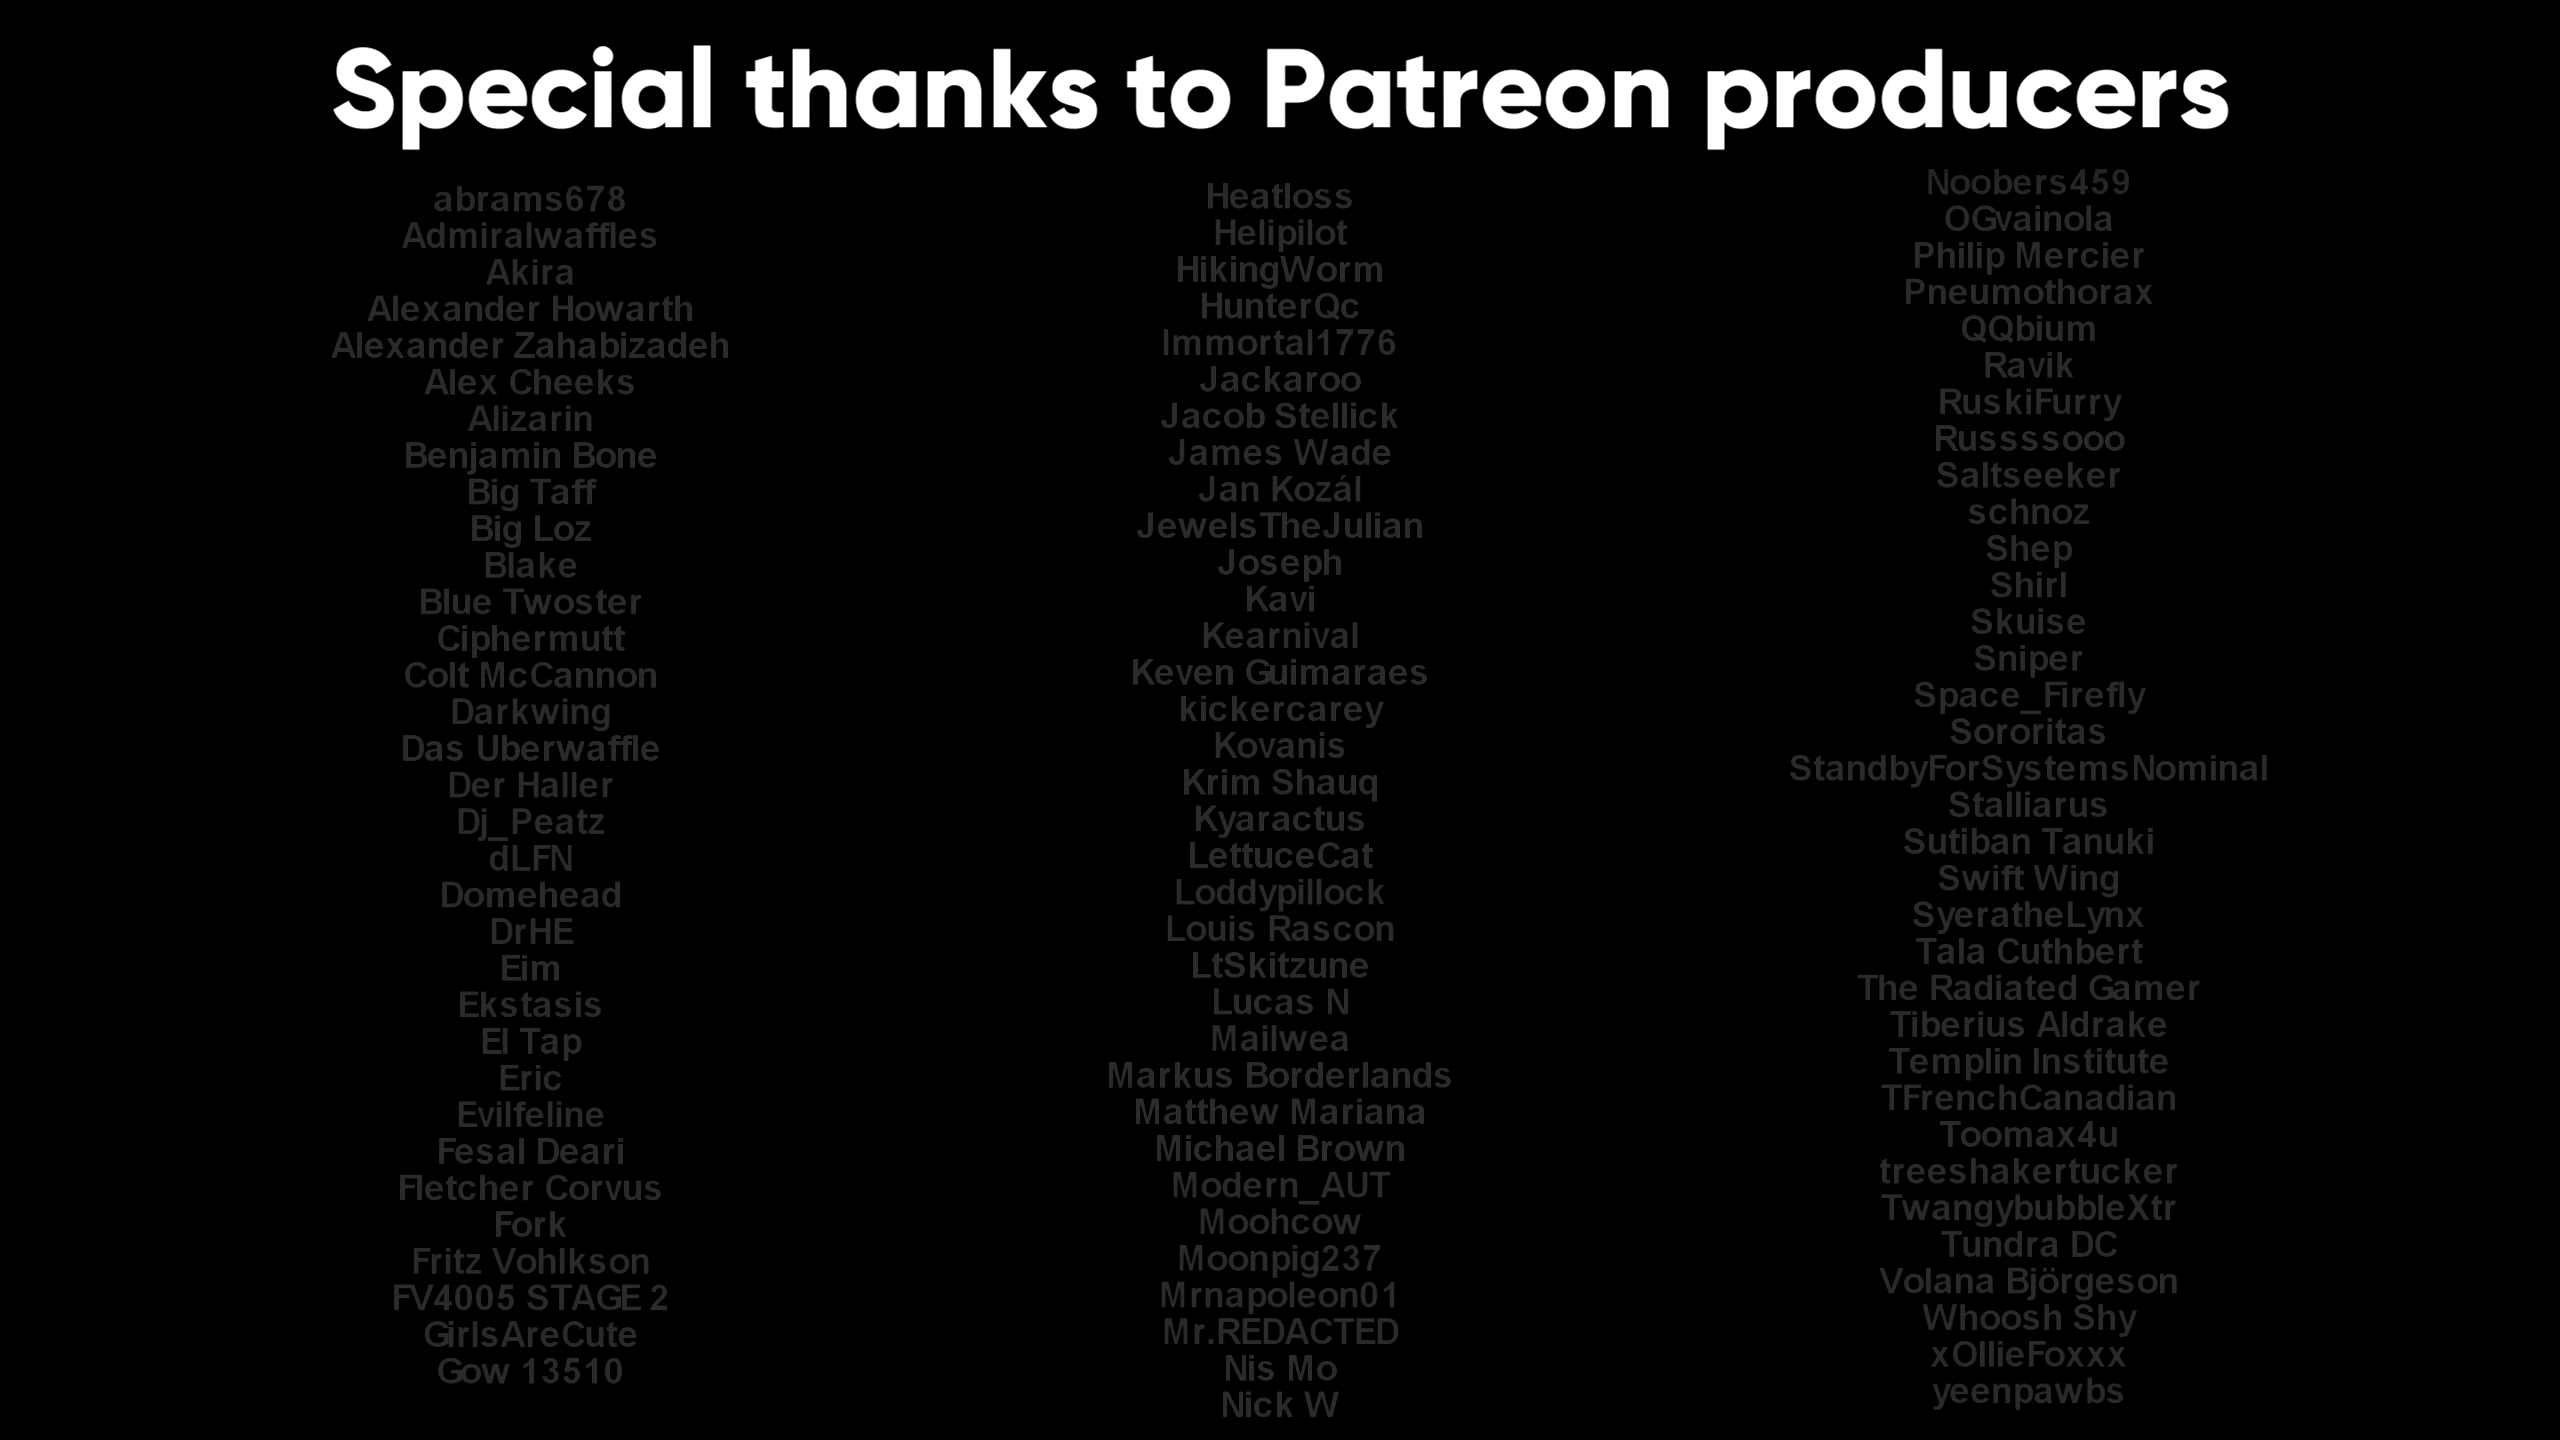 Special thanks to Patreon producers
abrams678
Admiralwaffles
Akira
Alexander Howarth
Alexander Zahabizadeh
Alex Cheeks
Alizarin
Benjamin Bone
Big Taff
Big Loz
Blake
Blue Twoster
Ciphermutt
Colt McCannon
Darkwing
Das Uberwaffle
Der Haller
Dj_Peatz
dLFN
Domehead
DrHE
Eim
Ekstasis
El Tap
Eric
Evilfeline
Fesal Deari
Fletcher Corvus
Fork
Fritz Vohlkson
FV4005 STAGE 2
GirlsAreCute
Gow 13510
Heatloss
Helipilot
HikingWorm
HunterQc
Immortal1776
Jackaroo
Jacob Stellick
James Wade
Jan Kozál
JewelsTheJulian
Joseph
Kavi
Kearnival
Keven Guimaraes
kickercarey
Kovanis
Krim Shauq
Kyaractus
LettuceCat
Loddypillock
Louis Rascon
LtSkitzune
Lucas N
Mailwea
Markus Borderlands
Matthew Mariana
Michael Brown
Modern_AUT
Moohcow
Moonpig237
Mrnapoleon01
Mr.REDACTED
Nis Mo
Nick W
Noobers459
OGvainola
Philip Mercier
Pneumothorax
QQbium
Ravik
RuskiFurry
Russssooo
Saltseeker
schnoz
Shep
Shirl
Skuise
Sniper
Space_Firefly
Sororitas
StandbyForSystemsNominal
Stalliarus
Sutiban Tanuki
Swift Wing
SyeratheLynx
Tala Cuthbert
The Radiated Gamer
Tiberius Aldrake
Templin Institute
TFrenchCanadian
Toomax4u
treeshakertucker
TwangybubbleXtr
Tundra DC
Volana Björgeson
Whoosh Shy
xOllieFoxxx
yeenpawbs